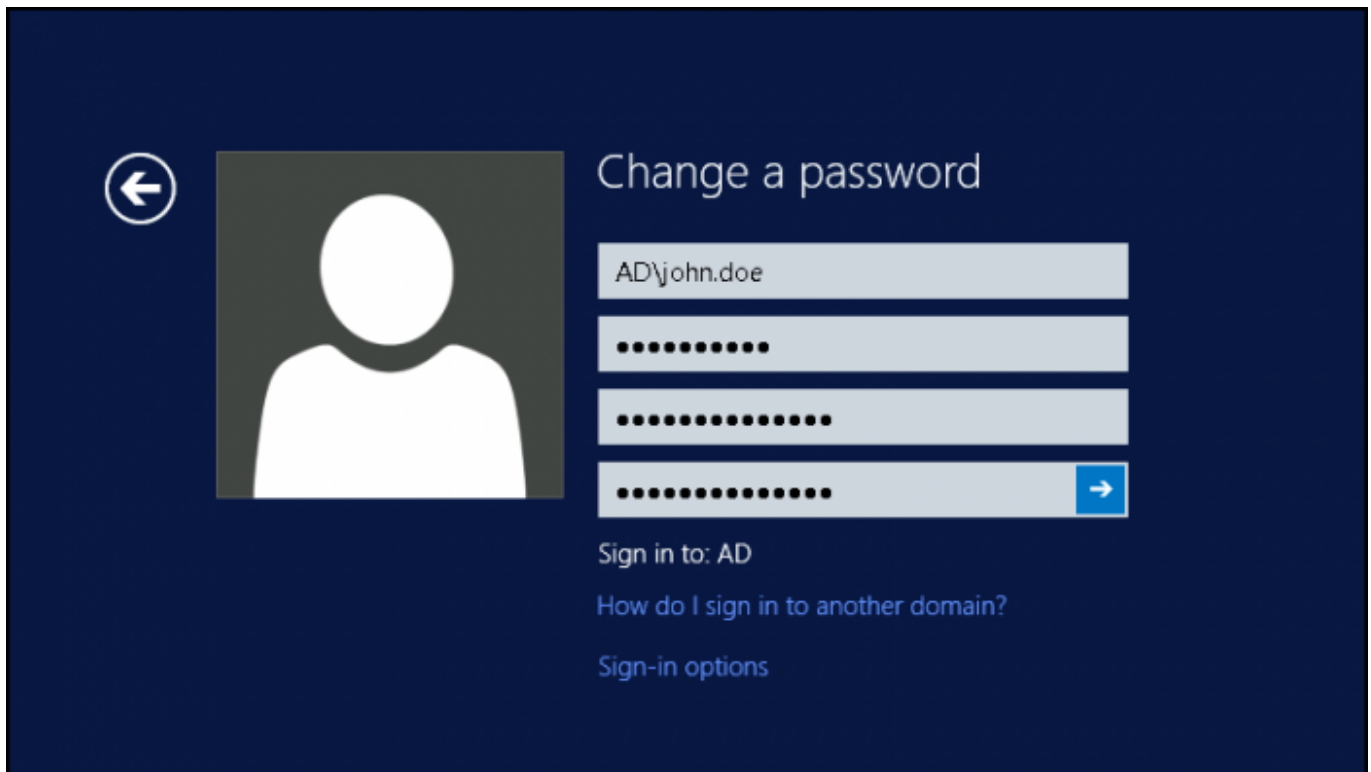 Change a password
AD\john.doe
●●●●●●●●●●
●●●●●●●●●●●●●●
●●●●●●●●●●●●●●
Sign in to: AD
How do I sign in to another domain?
Sign-in options